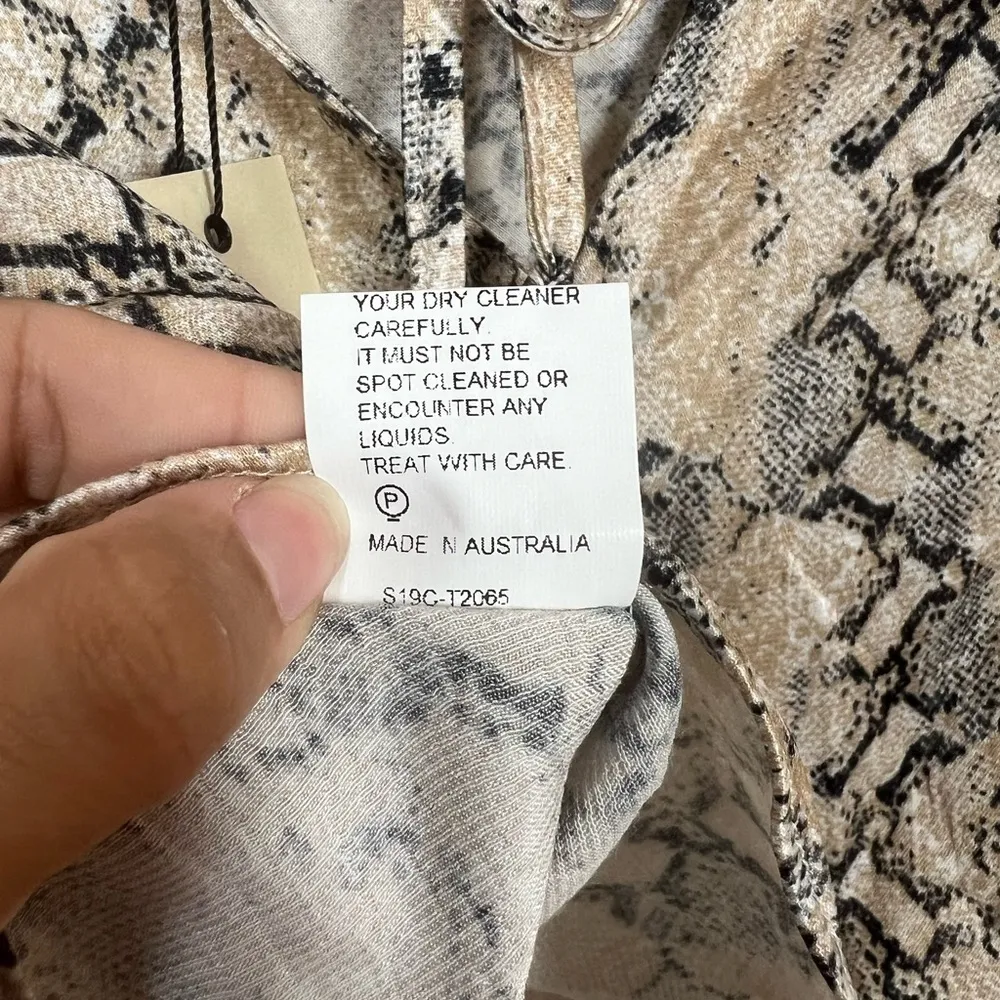 YOUR DRY CLEANER
CAREFULLY.
IT MUST NOT BE
SPOT CLEANED OR
ENCOUNTER ANY
LIQUIDS.
TREAT WITH CARE.
P
MADE N AUSTRALIA
S19C-T2065